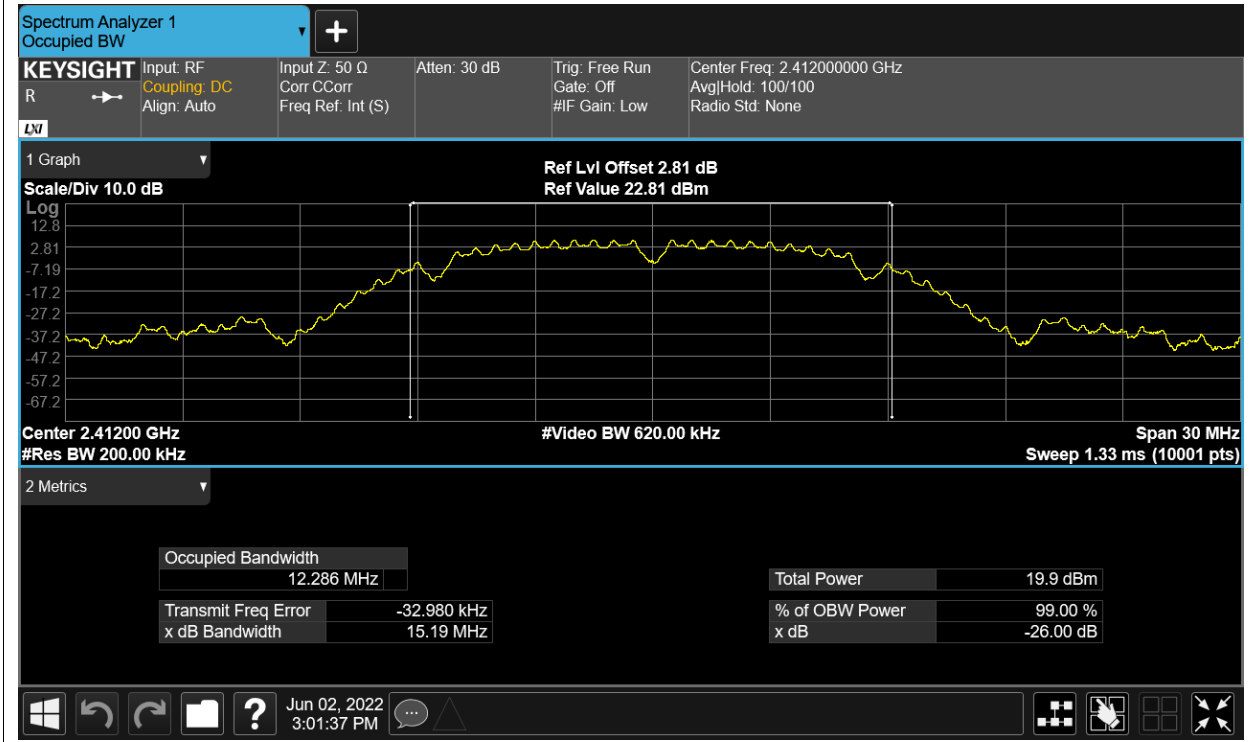 Spectrum Analyzer 1
Occupied BW
KEYSIGHT Input: RF Input Z: 50 Ω Atten: 30 dB Trig: Free Run Center Freq: 2.412000000 GHz
R Coupling: DC Corr CCorr Gate: Off Avg|Hold: 100/100
Align: Auto Freq Ref: Int (S) #IF Gain: Low Radio Std: None
LXI
1 Graph
Ref Lvl Offset 2.81 dB
Scale/Div 10.0 dB Ref Value 22.81 dBm
Log
12.8
2.81
-7.19
-17.2
-27.2
-37.2
-47.2
-57.2
-67.2
Center 2.41200 GHz #Video BW 620.00 kHz Span 30 MHz
#Res BW 200.00 kHz Sweep 1.33 ms (10001 pts)
2 Metrics
Occupied Bandwidth
12.286 MHz Total Power 19.9 dBm
Transmit Freq Error -32.980 kHz % of OBW Power 99.00 %
x dB Bandwidth 15.19 MHz x dB -26.00 dB
? Jun 02, 2022
3:01:37 PM